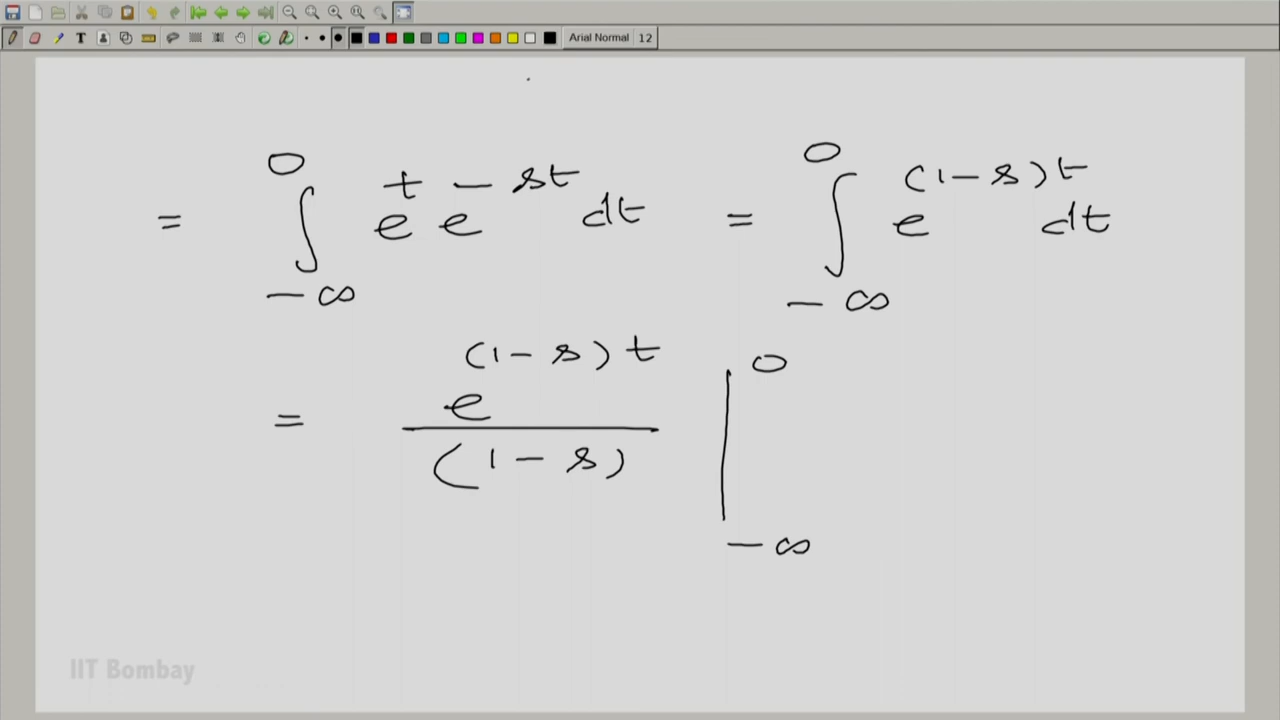 Arial Normal 12
= ∫_{-∞}^{0} e^{t} e^{-st} dt = ∫_{-∞}^{0} e^{(1-s)t} dt
= e^{(1-s)t} / (1-s) |_{-∞}^{0}
IIT Bombay